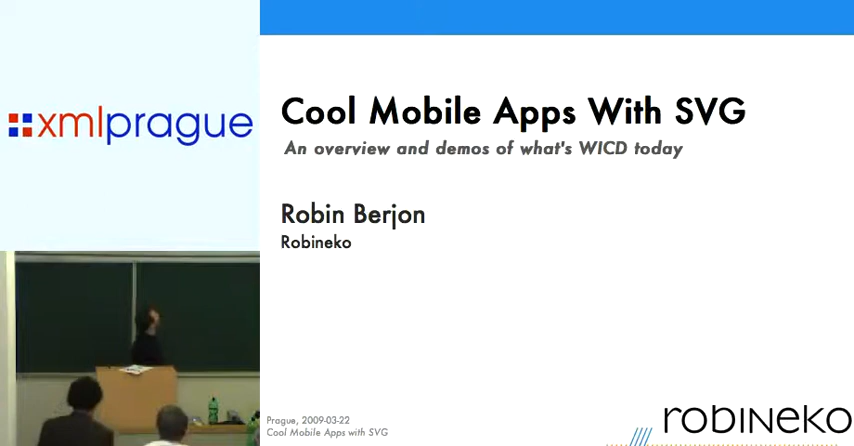 xmlprague
Cool Mobile Apps With SVG
An overview and demos of what's WICD today
Robin Berjon
Robineko
Prague, 2009-03-22
Cool Mobile Apps with SVG
robineko